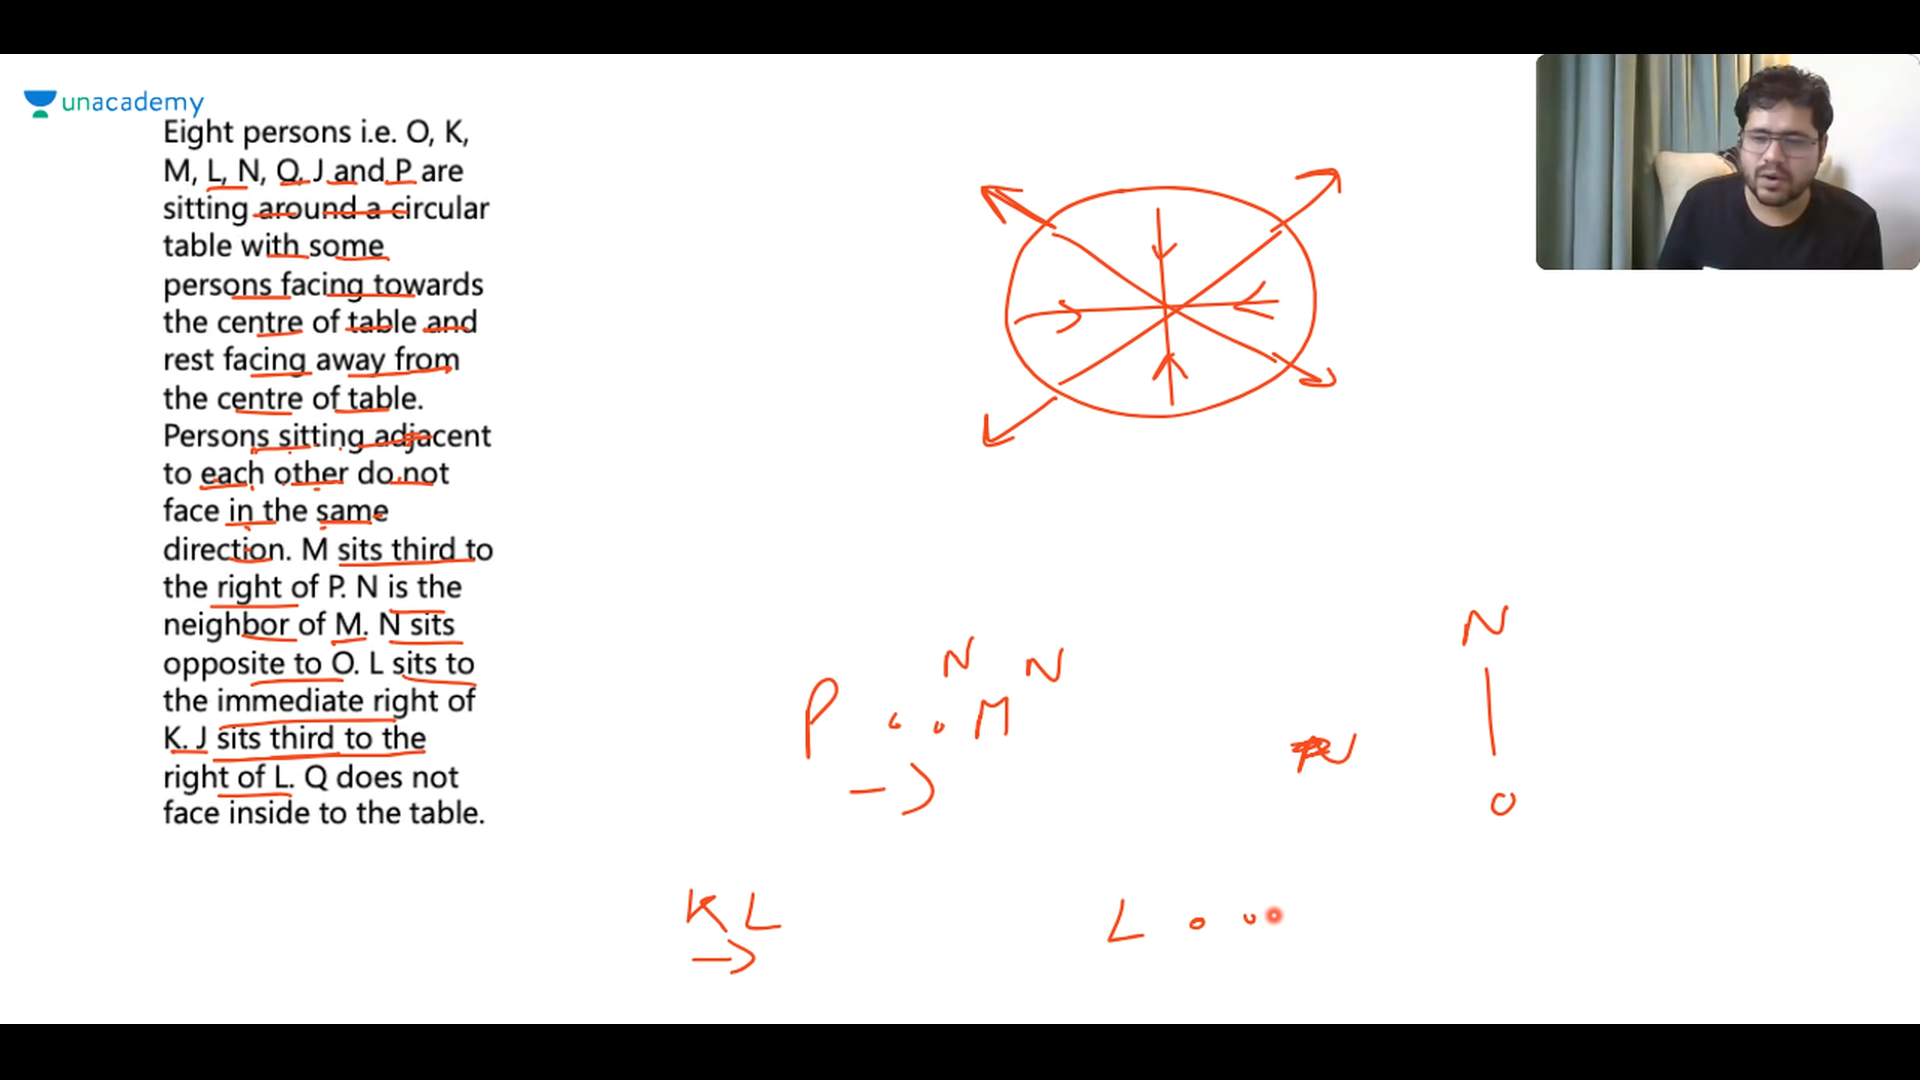 unacademy
Eight persons i.e. O, K,
M, L, N, Q, J and P are
sitting around a circular
table with some
persons facing towards
the centre of table and
rest facing away from
the centre of table.
Persons sitting adjacent
to each other do not
face in the same
direction. M sits third to
the right of P. N is the
neighbor of M. N sits
opposite to O. L sits to
the immediate right of
K. J sits third to the
right of L. Q does not
face inside to the table.
N N
P M
N
N
O
K L
L